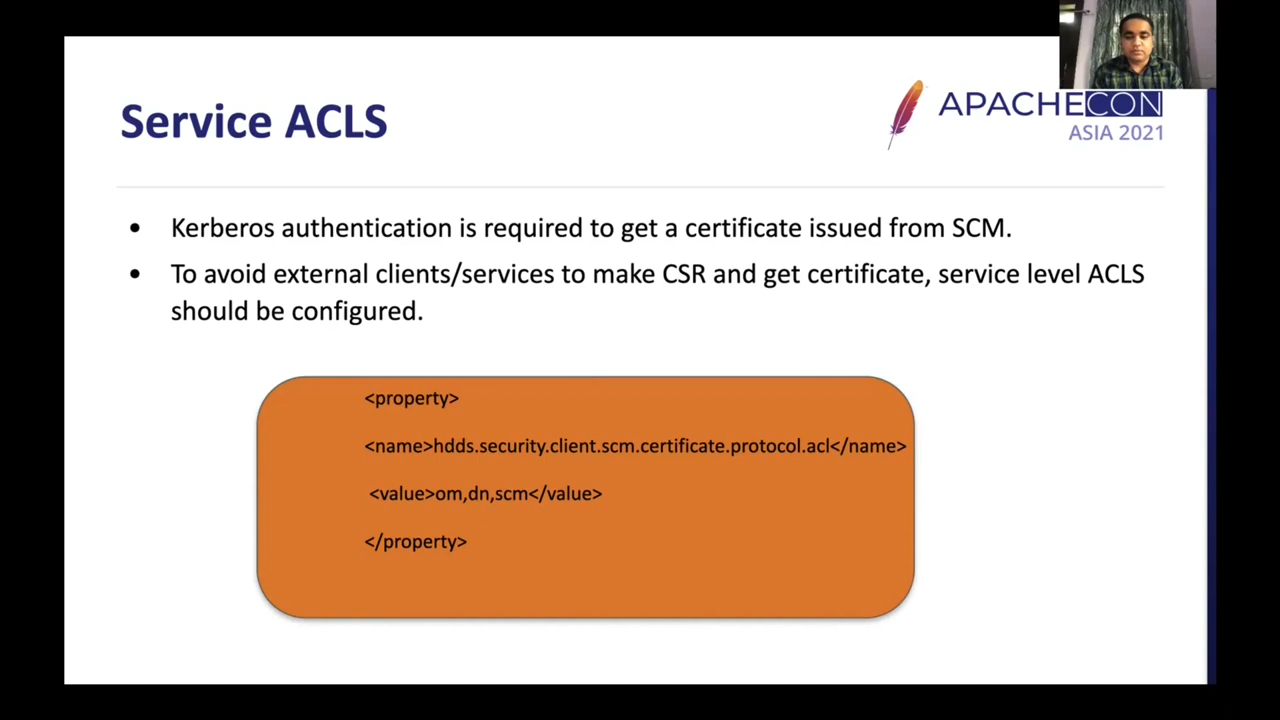 Service ACLS
APACHECON
ASIA 2021
• Kerberos authentication is required to get a certificate issued from SCM.
• To avoid external clients/services to make CSR and get certificate, service level ACLS
should be configured.
<property>
<name>hdds.security.client.scm.certificate.protocol.acl</name>
<value>om,dn,scm</value>
</property>